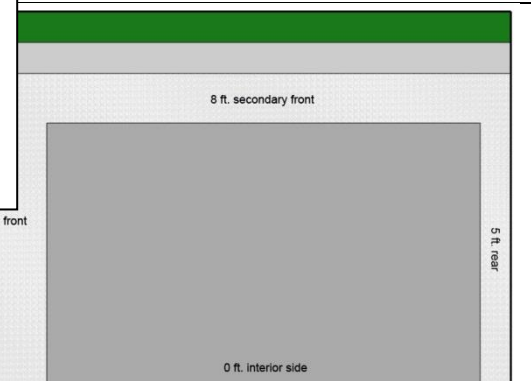 8 ft. secondary front
front
5 ft. rear
0 ft. interior side